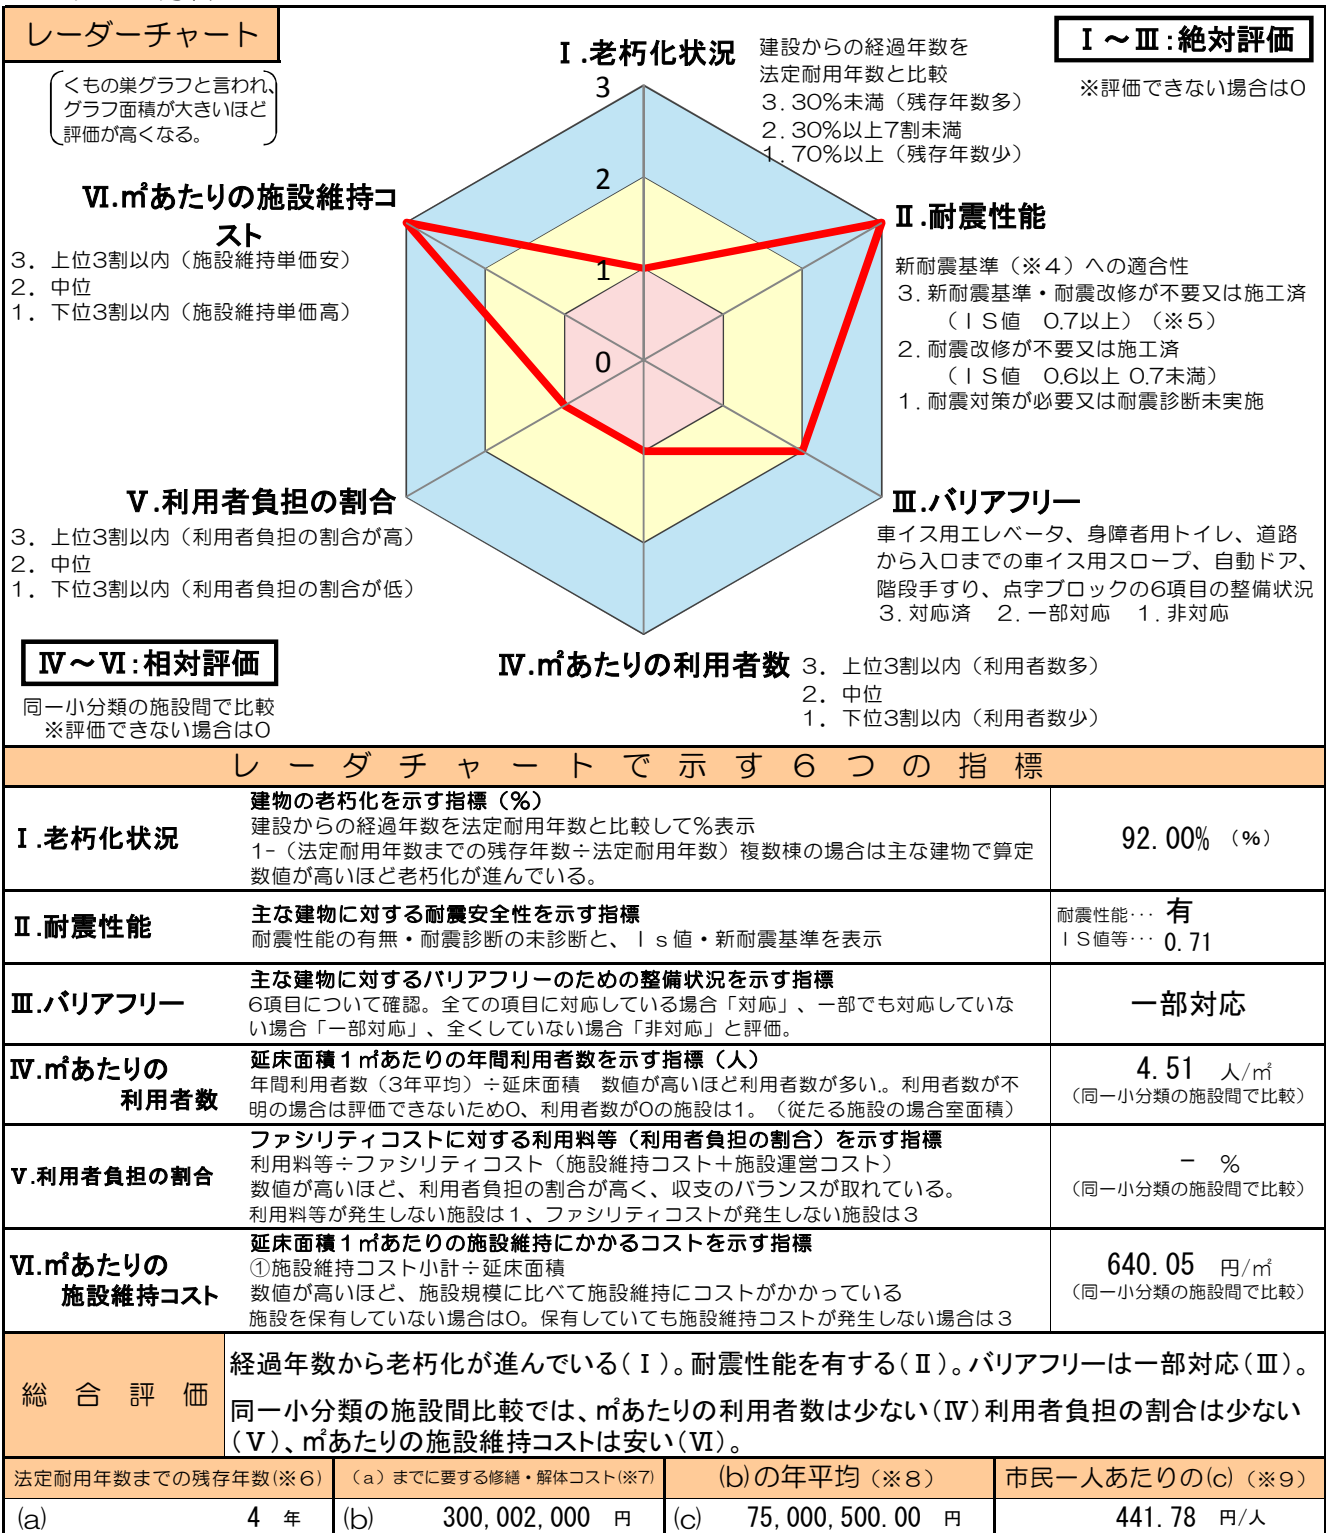 レーダーチャート
くもの巣グラフと言われ、
グラフ面積が大きいほど
評価が高くなる。
Ⅰ～Ⅲ:絶対評価
※評価できない場合は0
Ⅰ.老朽化状況
建設からの経過年数を
法定耐用年数と比較
3. 30%未満（残存年数多）
2. 30%以上7割未満
1. 70%以上（残存年数少）
3
2
1
0
Ⅱ.耐震性能
新耐震基準（※4）への適合性
3. 新耐震基準・耐震改修が不要又は施工済
（ＩＳ値　0.7以上）（※5）
2. 耐震改修が不要又は施工済
（ＩＳ値　0.6以上 0.7未満）
1. 耐震対策が必要又は耐震診断未実施
Ⅵ.㎡あたりの施設維持コ
スト
3. 上位3割以内（施設維持単価安）
2. 中位
1. 下位3割以内（施設維持単価高）
Ⅴ.利用者負担の割合
3. 上位3割以内（利用者負担の割合が高）
2. 中位
1. 下位3割以内（利用者負担の割合が低）
Ⅲ.バリアフリー
車イス用エレベータ、身障者用トイレ、道路
から入口までの車イス用スロープ、自動ドア、
階段手すり、点字ブロックの6項目の整備状況
3. 対応済　2. 一部対応　1. 非対応
Ⅳ～Ⅵ:相対評価
同一小分類の施設間で比較
※評価できない場合は0
Ⅳ.㎡あたりの利用者数
3. 上位3割以内（利用者数多）
2. 中位
1. 下位3割以内（利用者数少）
レーダチャートで示す6つの指標
Ⅰ.老朽化状況
建物の老朽化を示す指標（%）
建設からの経過年数を法定耐用年数と比較して%表示
1-（法定耐用年数までの残存年数÷法定耐用年数）複数棟の場合は主な建物で算定
数値が高いほど老朽化が進んでいる。
92.00% （%）
Ⅱ.耐震性能
主な建物に対する耐震安全性を示す指標
耐震性能の有無・耐震診断の未診断と、Ｉｓ値・新耐震基準を表示
耐震性能… 有
ＩＳ値等… 0.71
Ⅲ.バリアフリー
主な建物に対するバリアフリーのための整備状況を示す指標
6項目について確認。全ての項目に対応している場合「対応」、一部でも対応していな
い場合「一部対応」、全くしていない場合「非対応」と評価。
一部対応
Ⅳ.㎡あたりの
利用者数
延床面積１㎡あたりの年間利用者数を示す指標（人）
年間利用者数（3年平均）÷延床面積　数値が高いほど利用者数が多い。利用者数が不
明の場合は評価できないため0、利用者数が0の施設は1。（従たる施設の場合室面積）
4.51 人/㎡
（同一小分類の施設間で比較）
Ⅴ.利用者負担の割合
ファシリティコストに対する利用料等（利用者負担の割合）を示す指標
利用料等÷ファシリティコスト（施設維持コスト＋施設運営コスト）
数値が高いほど、利用者負担の割合が高く、収支のバランスが取れている。
利用料等が発生しない施設は１、ファシリティコストが発生しない施設は３
－ %
（同一小分類の施設間で比較）
Ⅵ.㎡あたりの
施設維持コスト
延床面積１㎡あたりの施設維持にかかるコストを示す指標
①施設維持コスト小計÷延床面積
数値が高いほど、施設規模に比べて施設維持にコストがかかっている
施設を保有していない場合は0。保有していても施設維持コストが発生しない場合は３
640.05 円/㎡
（同一小分類の施設間で比較）
総合評価
経過年数から老朽化が進んでいる(Ⅰ)。耐震性能を有する(Ⅱ)。バリアフリーは一部対応(Ⅲ)。
同一小分類の施設間比較では、㎡あたりの利用者数は少ない(Ⅳ)利用者負担の割合は少ない
(Ⅴ)、㎡あたりの施設維持コストは安い(Ⅵ)。
法定耐用年数までの残存年数(※6)
（a）までに要する修繕・解体コスト(※7)
(b)の年平均（※8）
市民一人あたりの(c)（※9）
(a) 4 年
(b) 300,002,000 円
(c) 75,000,500.00 円
441.78 円/人